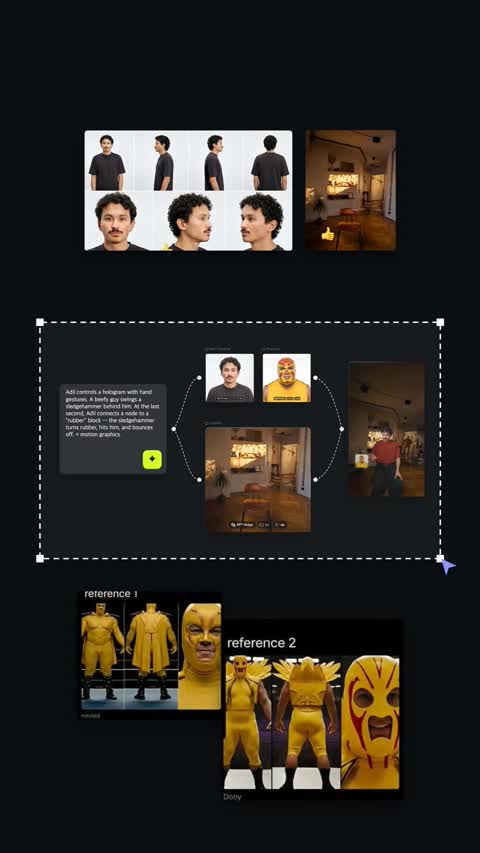 Adil controls a hologram with hand
gestures. A beefy guy swings a
sledgehammer behind him. At the last
second, Adil connects a node to a
"rubber" block — the sledgehammer
turns rubber, hits him, and bounces
off. + motion graphics
GPT Image
reference 1
reference 2
Dony